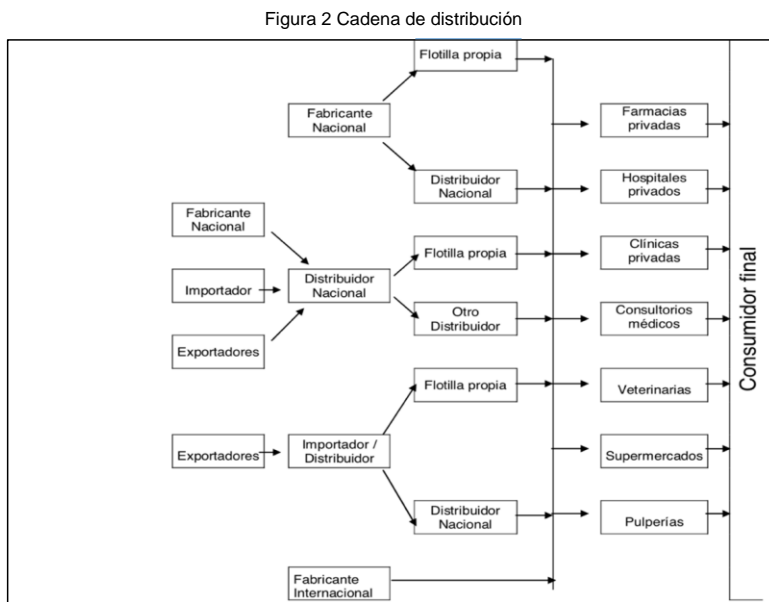 Figura 2 Cadena de distribución
Flotilla propia
Fabricante
Nacional
Farmacias
privadas
Distribuidor
Nacional
Hospitales
privados
Fabricante
Nacional
Flotilla propia
Clínicas
privadas
Importador
Distribuidor
Nacional
Otro
Distribuidor
Consultorios
médicos
Exportadores
Flotilla propia
Veterinarias
Exportadores
Importador /
Distribuidor
Supermercados
Distribuidor
Nacional
Pulperías
Fabricante
Internacional
Consumidor final